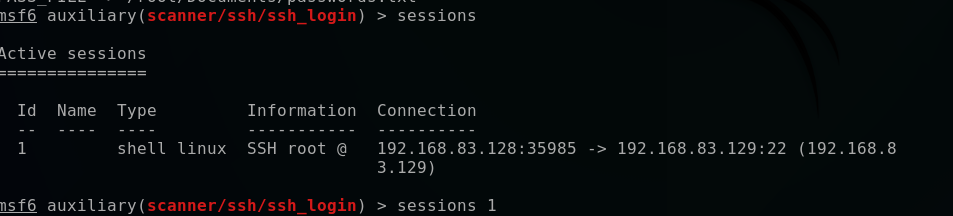 msf6 auxiliary(scanner/ssh/ssh_login) > sessions
Active sessions
===============
Id  Name  Type         Information  Connection
--  ----  ----         -----------  ----------
1         shell linux  SSH root @   192.168.83.128:35985 -> 192.168.83.129:22 (192.168.8
3.129)
msf6 auxiliary(scanner/ssh/ssh_login) > sessions 1